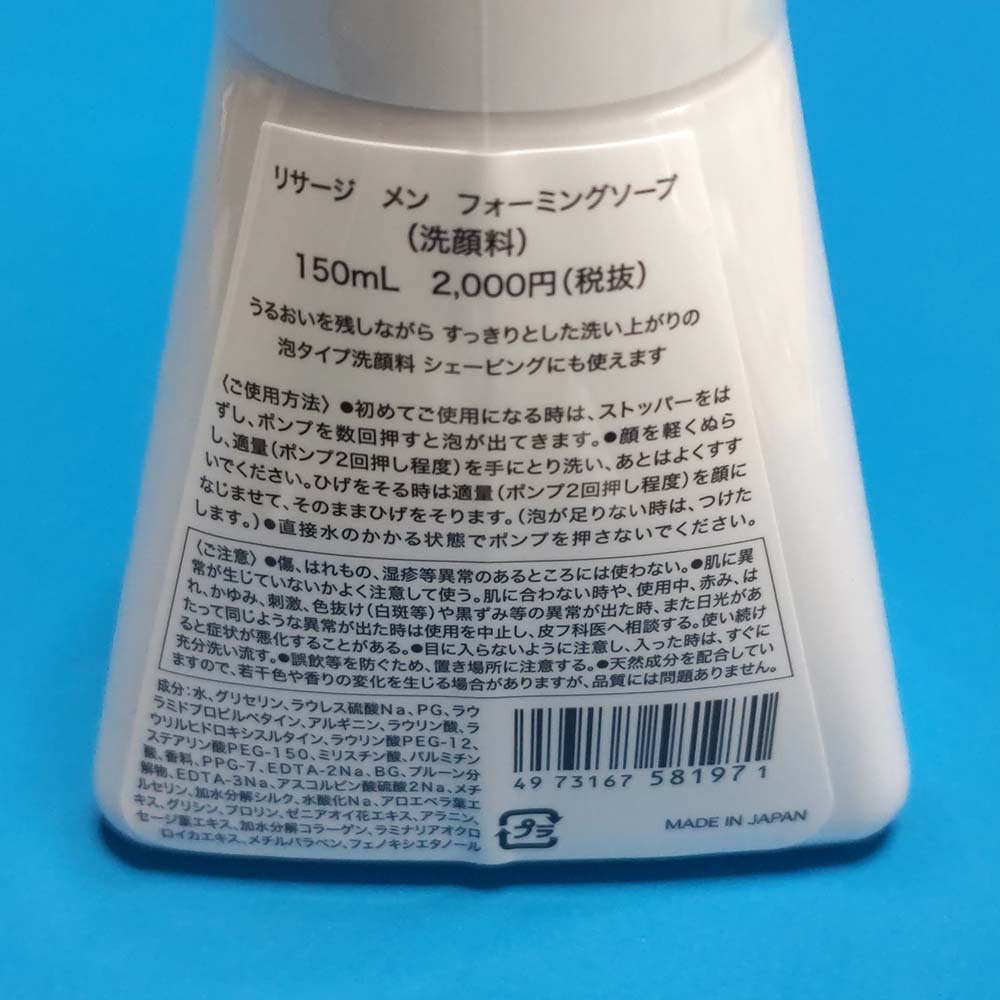 リサージ メン フォーミングソープ
(洗顔料)
150mL 2,000円(税抜)
うるおいを残しながら すっきりとした洗い上がりの
泡タイプ洗顔料 シェービングにも使えます
〈ご使用方法〉●初めてご使用になる時は、ストッパーをは
ずし、ポンプを数回押すと泡が出てきます。●顔を軽くぬら
し、適量(ポンプ2回押し程度)を手にとり洗い、あとはよくすす
いでください。ひげをそる時は適量(ポンプ2回押し程度)を顔に
なじませて、そのままひげをそります。(泡が足りない時は、つけた
します。)●直接水のかかる状態でポンプを押さないでください。
〈ご注意〉●傷、はれもの、湿疹等異常のあるところには使わない。●肌に異
常が生じていないかよく注意して使う。肌に合わない時や、使用中、赤み、は
れ、かゆみ、刺激、色抜け(白斑等)や黒ずみ等の異常が出た時、また日光があ
たって同じような異常が出た時は使用を中止し、皮フ科医へ相談する。使い続け
ると症状が悪化することがある。●目に入らないように注意し、入った時は、すぐに
充分洗い流す。●誤飲等を防ぐため、置き場所に注意する。●天然成分を配合してい
ますので、若干色や香りの変化を生じる場合がありますが、品質には問題ありません。
成分:水、グリセリン、ラウレス硫酸Na、PG、ラウ
ラミドプロピルベタイン、アルギニン、ラウリン酸、ラ
ウリルヒドロキシスルタイン、ラウリン酸PEG-12、
ステアリン酸PEG-150、ミリスチン酸、パルミチン
酸、香料、PPG-7、EDTA-2Na、BG、プルーン分
解物、EDTA-3Na、アスコルビン酸硫酸2Na、メチ
ルセリン、加水分解シルク、水酸化Na、アロエベラ葉エ
キス、グリシン、プロリン、ゼニアオイ花エキス、アラニン、
セージ葉エキス、加水分解コラーゲン、ラミナリアオクロ
ロイカエキス、メチルパラベン、フェノキシエタノール
49 73167 581971
プラ
MADE IN JAPAN